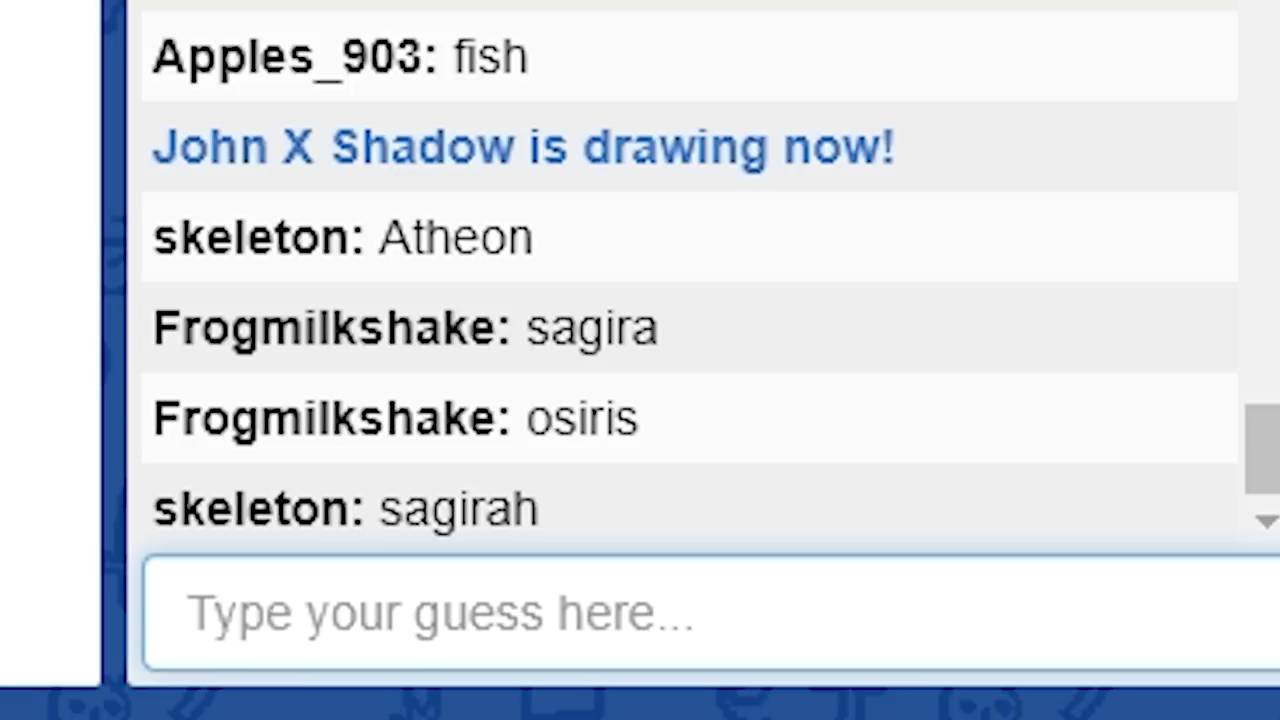 Apples_903: fish
John X Shadow is drawing now!
skeleton: Atheon
Frogmilkshake: sagira
Frogmilkshake: osiris
skeleton: sagirah
Type your guess here...